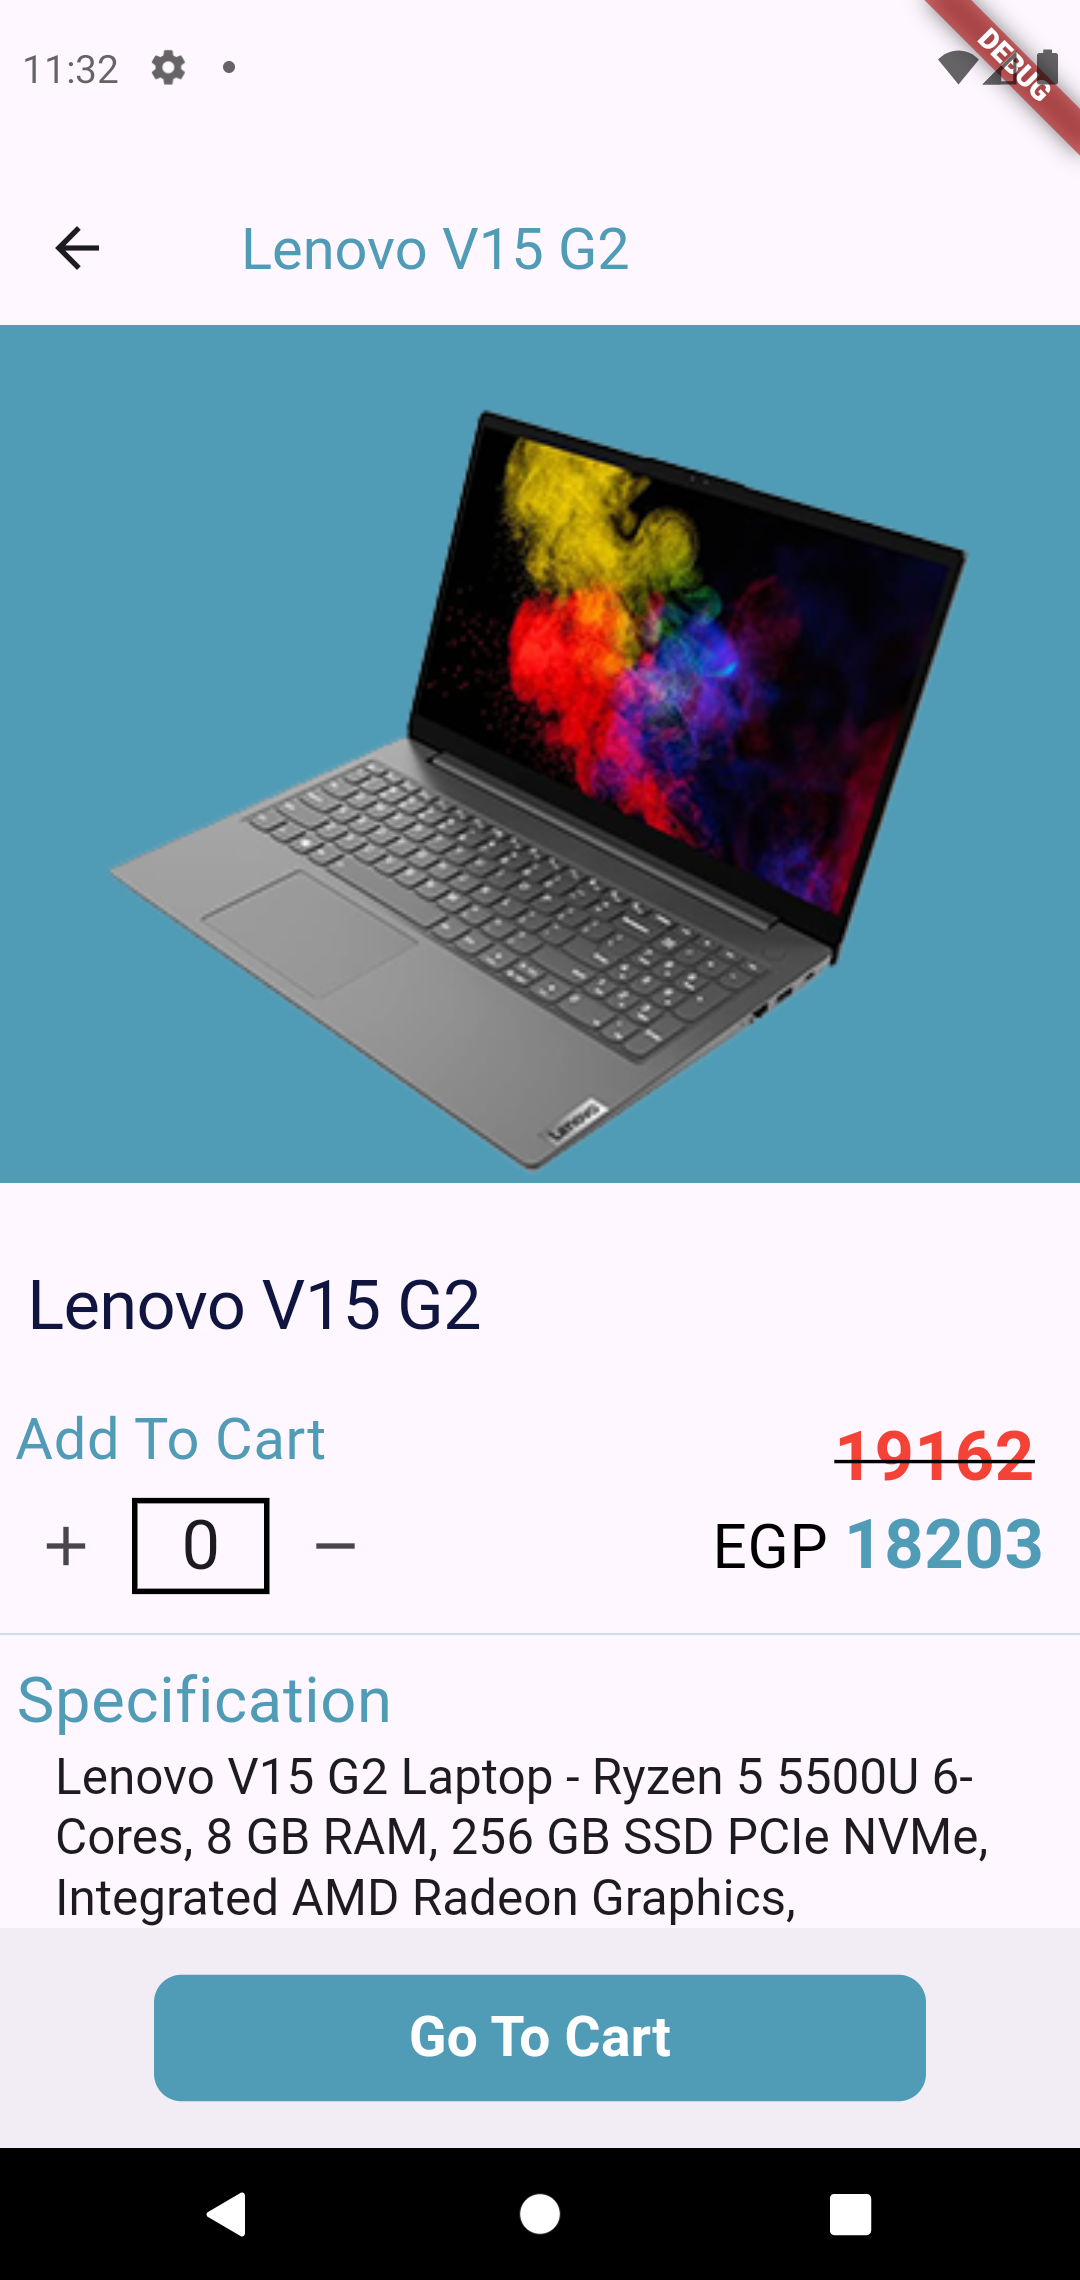 11:32
DEBUG
Lenovo V15 G2
Lenovo
Lenovo V15 G2
Add To Cart
19162
0
EGP 18203
Specification
Lenovo V15 G2 Laptop - Ryzen 5 5500U 6-
Cores, 8 GB RAM, 256 GB SSD PCIe NVMe,
Integrated AMD Radeon Graphics,
Go To Cart